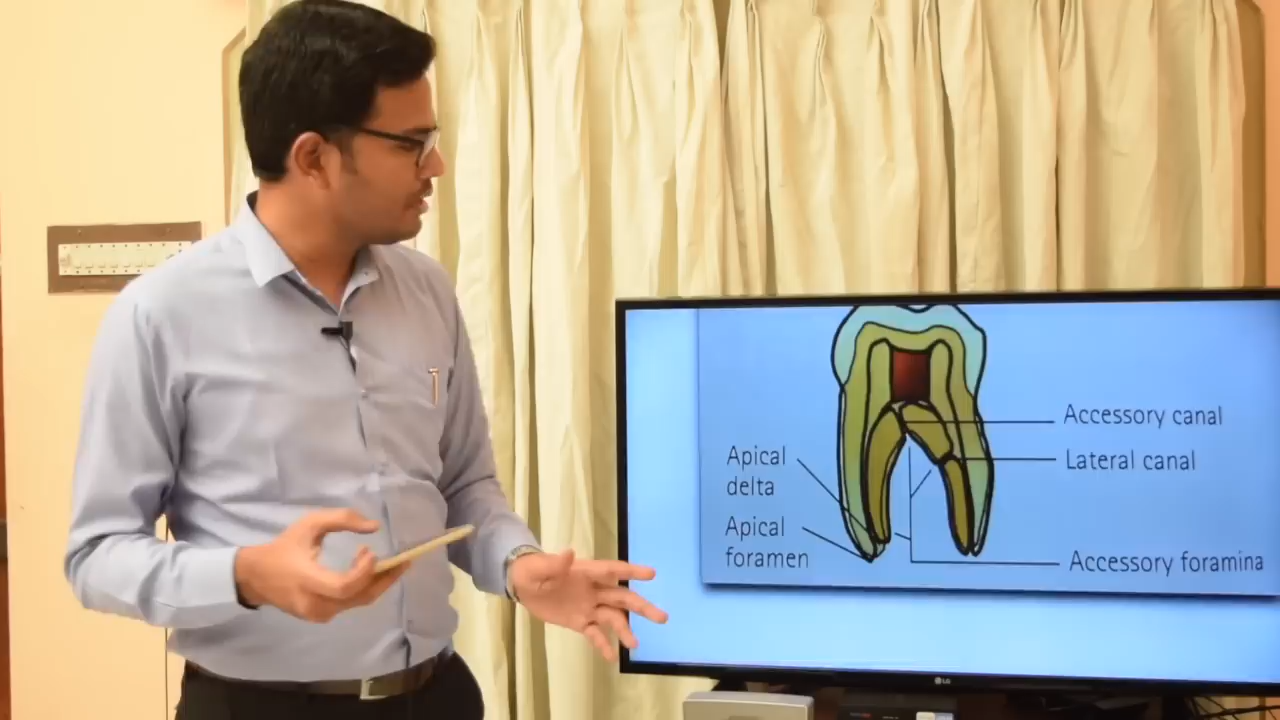 Accessory canal
Lateral canal
Apical
delta
Apical
foramen
Accessory foramina
LG